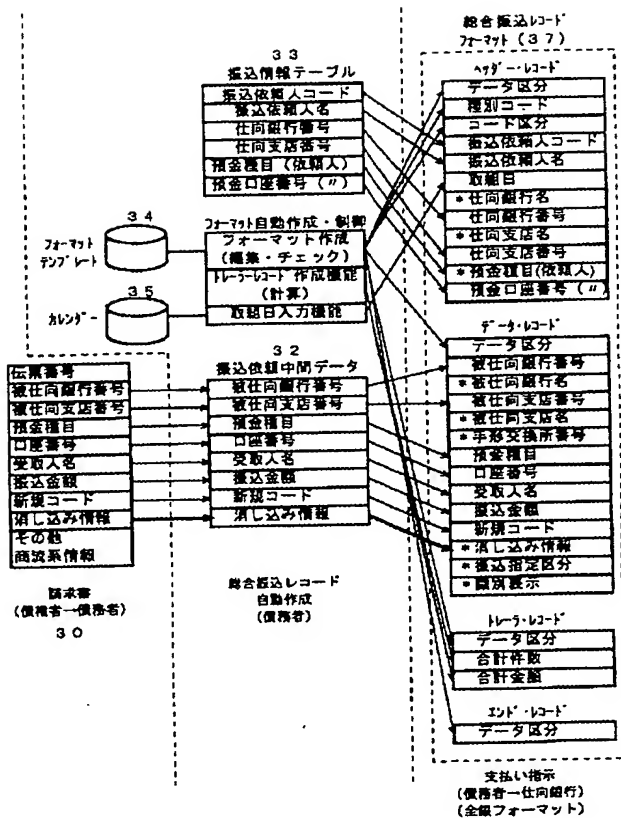 総合振込レコード
フォーマット（３７）
３３
振込情報テーブル
振込依頼人コード
振込依頼人名
仕向銀行番号
仕向支店番号
預金種目（依頼人）
預金口座番号（〃）
ヘッダー・レコード
データ区分
種別コード
コード区分
振込依頼人コード
振込依頼人名
取組日
＊仕向銀行名
仕向銀行番号
＊仕向支店名
仕向支店番号
＊預金種目(依頼人)
預金口座番号（〃）
３４
フォーマット
テンプレート
３５
カレンダー
フォーマット自動作成・制御
フォーマット作成
（編集・チェック）
トレーラーレコード作成機能
（計算）
取組日入力機能
伝票番号
被仕向銀行番号
被仕向支店番号
預金種目
口座番号
受取人名
振込金額
新規コード
消し込み情報
その他
商流系情報
請求書
（債権者→債務者）
３０
３２
振込依頼中間データ
被仕向銀行番号
被仕向支店番号
預金種目
口座番号
受取人名
振込金額
新規コード
消し込み情報
総合振込レコード
自動作成
（債務者）
データ・レコード
データ区分
被仕向銀行番号
＊被仕向銀行名
被仕向支店番号
＊被仕向支店名
＊手形交換所番号
預金種目
口座番号
受取人名
振込金額
新規コード
＊消し込み情報
＊振込指定区分
＊識別表示
トレーラ・レコード
データ区分
合計件数
合計金額
エンド・レコード
データ区分
支払い指示
（債務者→仕向銀行）
（全銀フォーマット）